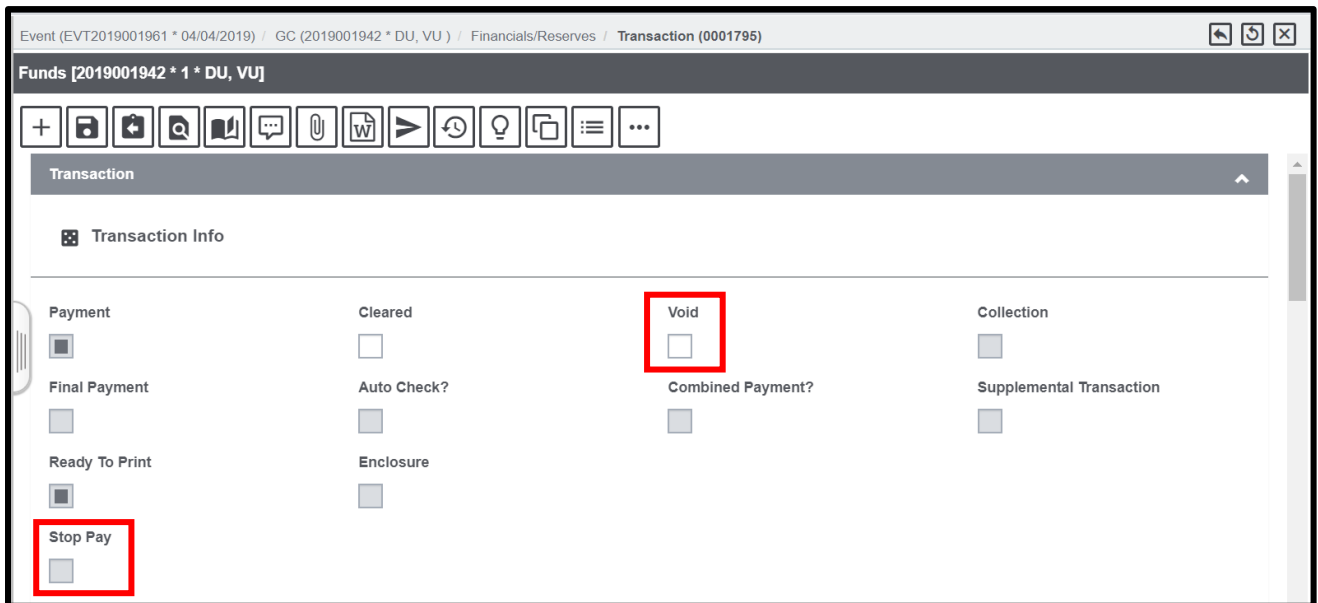 Event (EVT2019001961 * 04/04/2019) / GC (2019001942 * DU, VU ) / Financials/Reserves / Transaction (0001795)
Funds [2019001942 * 1 * DU, VU]
W
Transaction
Transaction Info
Payment Cleared Void Collection
Final Payment Auto Check? Combined Payment? Supplemental Transaction
Ready To Print Enclosure
Stop Pay